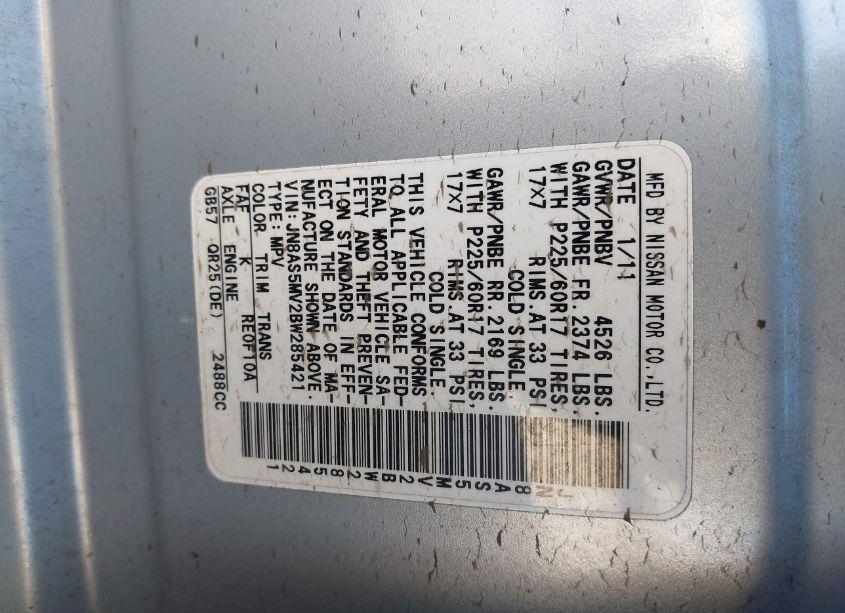 MFD BY NISSAN MOTOR CO.,LTD.
DATE 1/11
GVWR/PNBV 4526 LBS.
GAWR/PNBE FR. 2374 LBS.
WITH P225/60R17 TIRES,
17X7 RIMS AT 33 PSI
COLD SINGLE
GAWR/PNBE RR 2169 LBS.
WITH P225/60R17 TIRES,
17X7 RIMS.AT 33 PSI.
COLD SINGLE.
THIS VEHICLE CONFORMS
TO ALL APPLICABLE FED-
ERAL MOTOR VEHICLE SA-
FETY AND THEFT PREVEN-
TION STANDARDS IN EFF-
ECT ON THE DATE OF MA-
NUFACTURE SHOWN ABOVE.
VIN:JN8AS5MV2BW285421
TYPE:MPV
COLOR TRIM TRANS
FAE K RE0F10A
AXLE ENGINE
GB57 QR25(DE) 2488CC
JN8AS5MV2BW285421